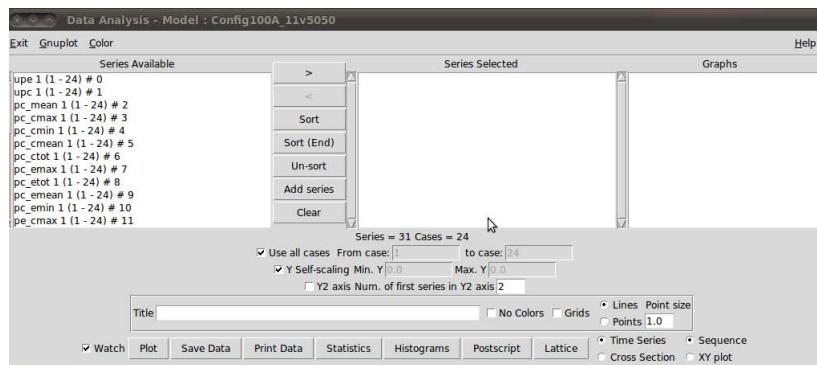 Data Analysis - Model : Config100A_11v5050
Exit Gnuplot Color Help
Series Available
Series Selected
Graphs
upe 1 (1 - 24) # 0
upc 1 (1 - 24) # 1
pc_mean 1 (1 - 24) # 2
pc_cmax 1 (1 - 24) # 3
pc_cmin 1 (1 - 24) # 4
pc_cmean 1 (1 - 24) # 5
pc_ctot 1 (1 - 24) # 6
pc_emax 1 (1 - 24) # 7
pc_etot 1 (1 - 24) # 8
pc_emean 1 (1 - 24) # 9
pc_emin 1 (1 - 24) # 10
pe_cmax 1 (1 - 24) # 11
>
<
Sort
Sort (End)
Un-sort
Add series
Clear
Series = 31 Cases = 24
Use all cases From case: 1 to case: 24
Y Self-scaling Min. Y 0.0 Max. Y 0.0
Y2 axis Num. of first series in Y2 axis 2
Title No Colors Grids
Lines Point size
Points 1.0
Watch Plot Save Data Print Data Statistics Histograms Postscript Lattice
Time Series Sequence
Cross Section XY plot